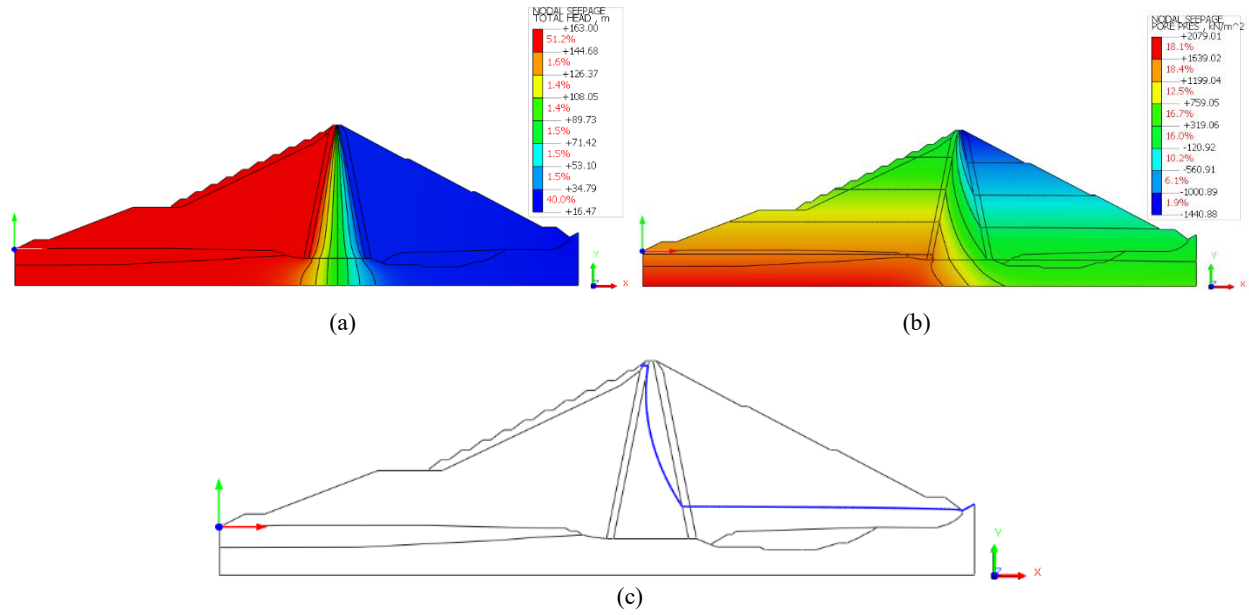 NODAL SEEPAGE
TOTAL HEAD , m
+163.00
51.2%
+144.68
1.6%
+126.37
1.4%
+108.05
1.4%
+89.73
1.5%
+71.42
1.5%
+53.10
1.5%
+34.79
40.0%
+16.47
Y
Z
X
(a)
NODAL SEEPAGE
PORE PRES , kN/m^2
+2079.01
18.1%
+1639.02
18.4%
+1199.04
12.5%
+759.05
16.7%
+319.06
16.0%
-120.92
10.2%
-560.91
6.1%
-1000.89
1.9%
-1440.88
Y
Z
X
(b)
Y
Z
X
(c)